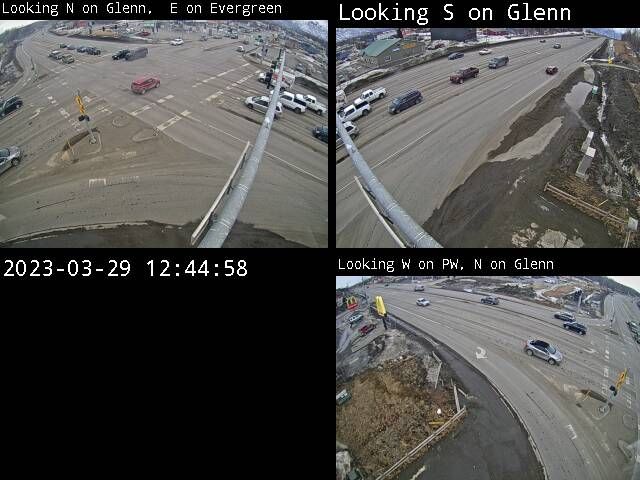 Looking N on Glenn,  E on Evergreen
Looking S on Glenn
2023-03-29 12:44:58
Looking W on PW, N on Glenn